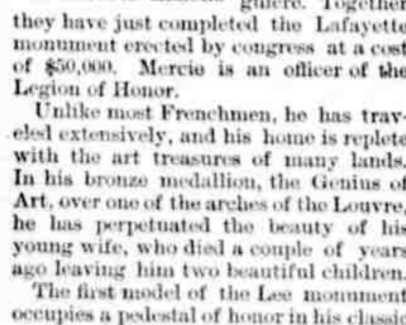 guiere. Together
they have just completed the Lafayette
monument erected by congress at a cost
of $50,000. Mercie is an officer of the
Legion of Honor.
Unlike most Frenchmen, he has trav-
eled extensively, and his home is replete
with the art treasures of many lands.
In his bronze medallion, the Genius of
Art, over one of the arches of the Louvre,
he has perpetuated the beauty of his
young wife, who died a couple of years
ago leaving him two beautiful children.
The first model of the Lee monument
occupies a pedestal of honor in his classic